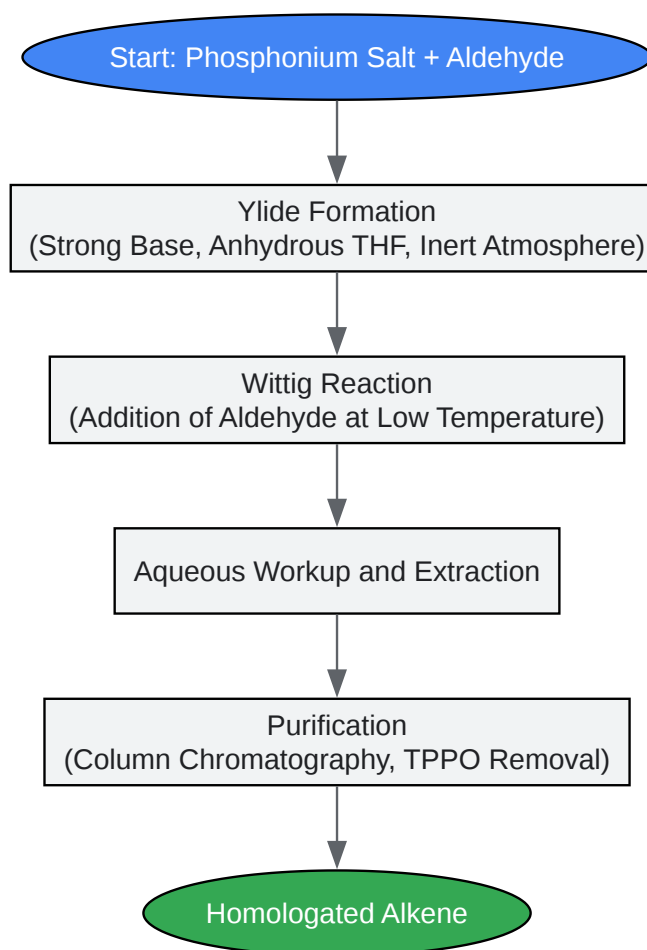 Start: Phosphonium Salt + Aldehyde
Ylide Formation
(Strong Base, Anhydrous THF, Inert Atmosphere)
Wittig Reaction
(Addition of Aldehyde at Low Temperature)
Aqueous Workup and Extraction
Purification
(Column Chromatography, TPPO Removal)
Homologated Alkene